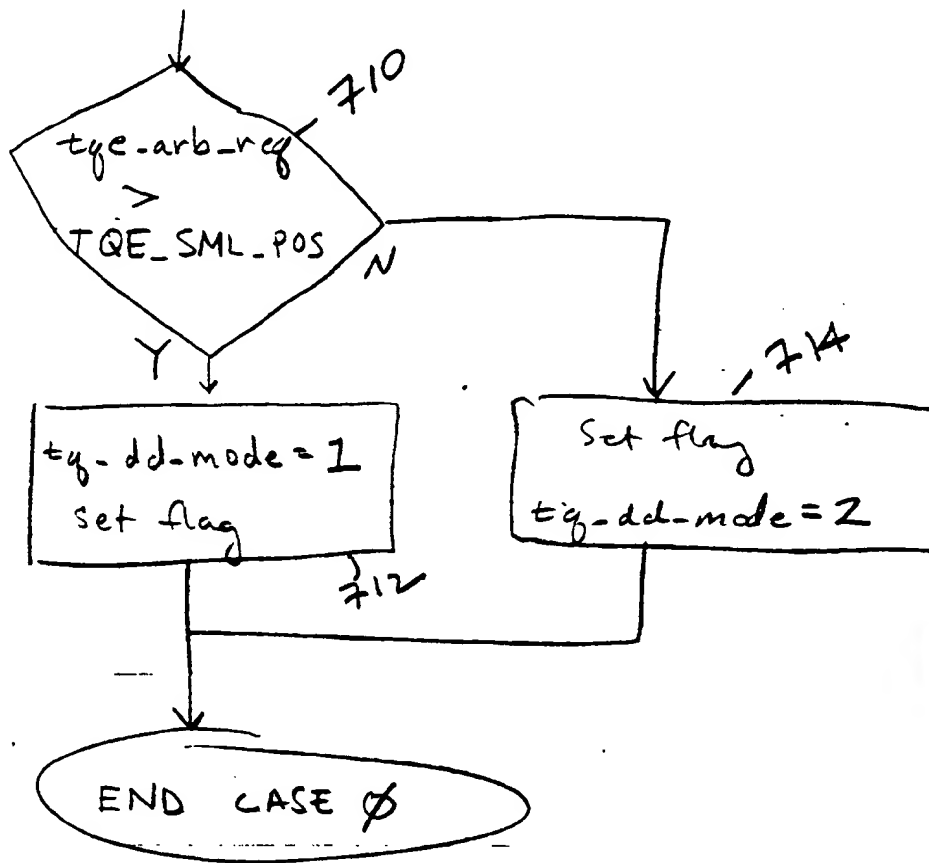 710
tqe-arb-req
>
TQE_SML_POS
N
Y
714
tq-dd-mode = 1
set flag
Set flag
tq-dd-mode = 2
712
END CASE Ø